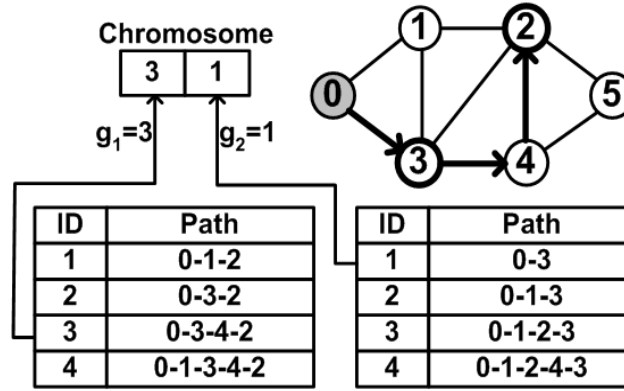 Chromosome
3 1
g1=3 g2=1
0 1 2 3 4 5
ID Path
1 0-1-2
2 0-3-2
3 0-3-4-2
4 0-1-3-4-2
ID Path
1 0-3
2 0-1-3
3 0-1-2-3
4 0-1-2-4-3